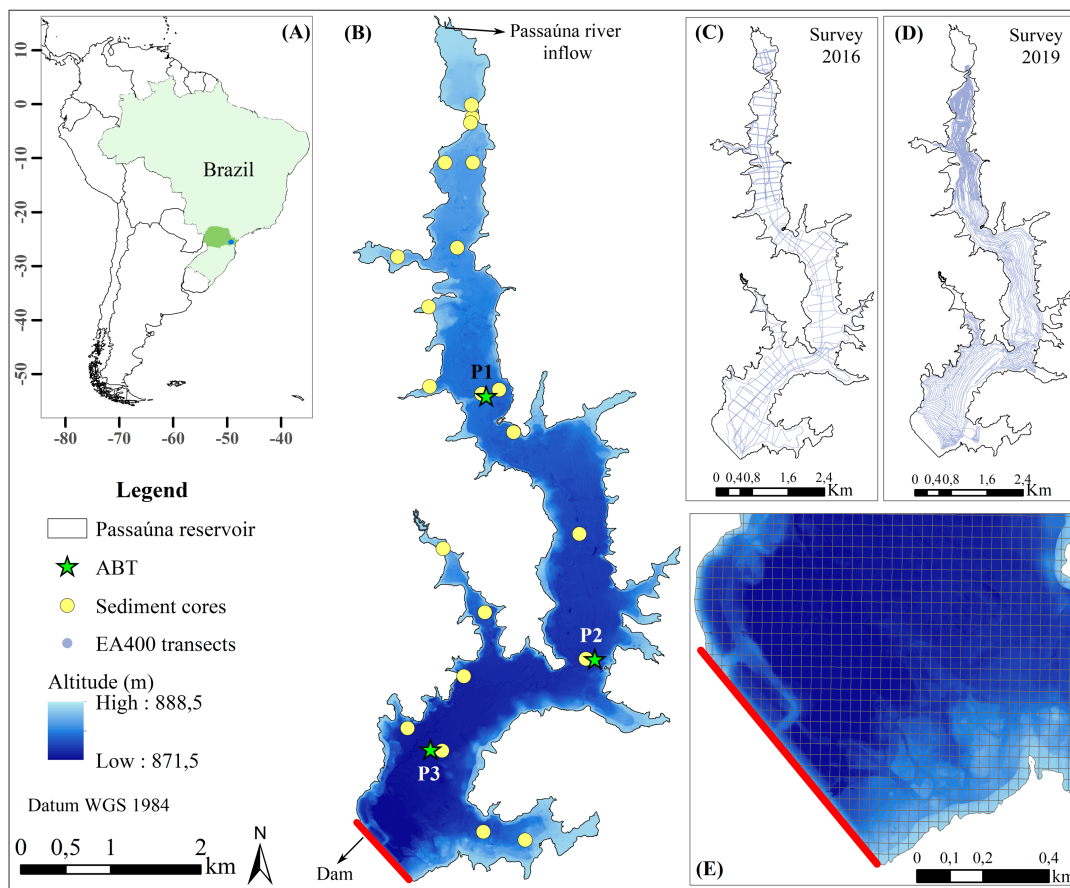 (A)
10
0
-10
-20
-30
-50
-80 -70 -60 -50 -40
Brazil
Legend
Passaúna reservoir
ABT
Sediment cores
EA400 transects
Altitude (m)
High : 888,5
Low : 871,5
Datum WGS 1984
0 0,5 1 2
km
N
(B)
Passaúna river
inflow
P1
P2
P3
Dam
(C)
Survey
2016
0 0,40,8 1,6 2,4
Km
(D)
Survey
2019
0 0,40,8 1,6 2,4
Km
(E)
0 0,1 0,2 0,4
km